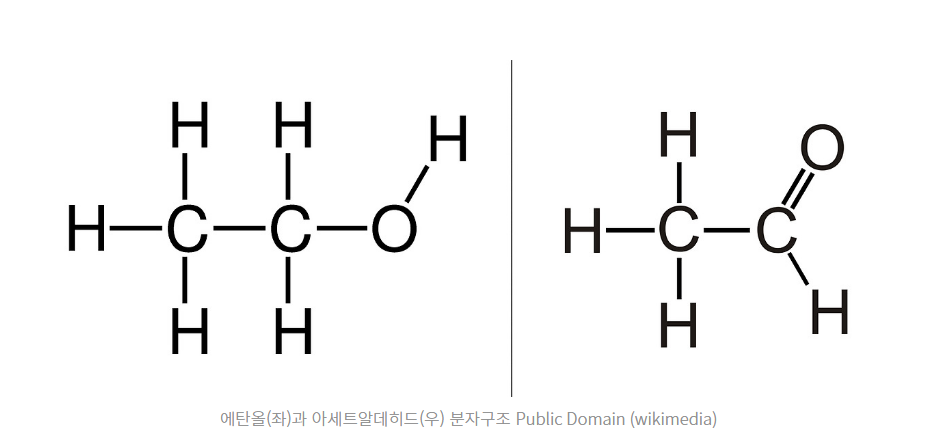 H H H
H C C O
H H
H O
H C C
H H
에탄올(좌)과 아세트알데히드(우) 분자구조 Public Domain (wikimedia)